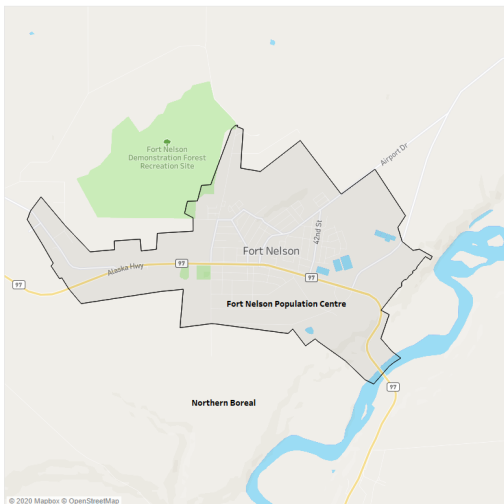 Fort Nelson
Demonstration Forest
Recreation Site
Airport Dr
42nd St
Fort Nelson
97
Alaska Hwy
97
97
Fort Nelson Population Centre
97
Northern Boreal
© 2020 Mapbox © OpenStreetMap